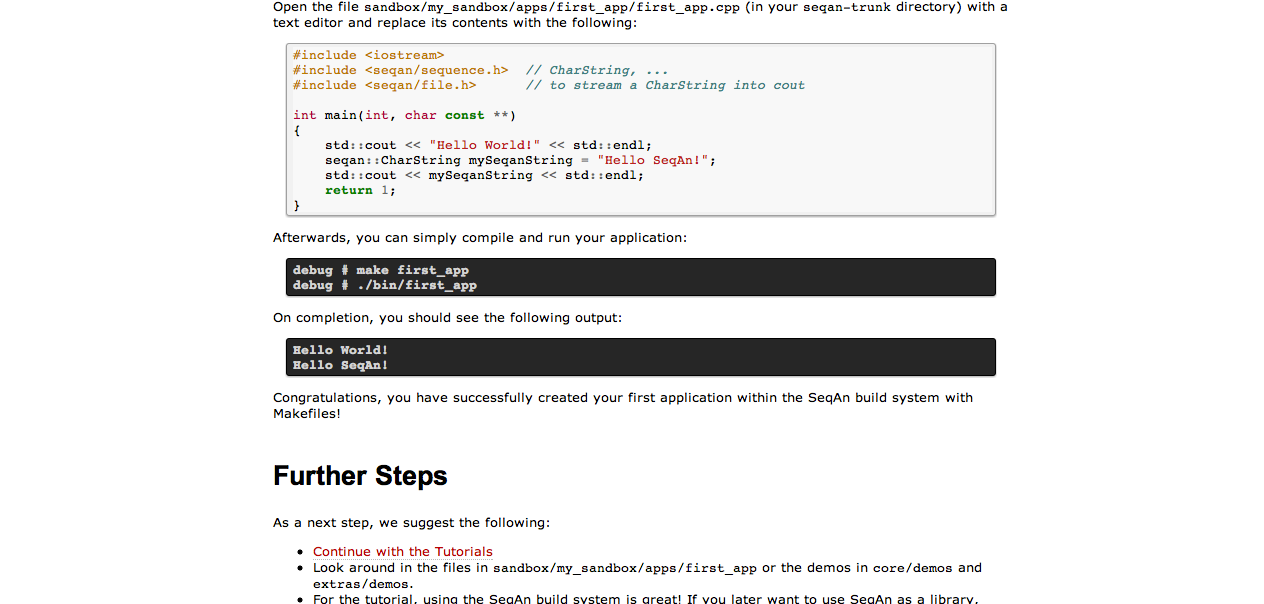 Open the file sandbox/my_sandbox/apps/first_app/first_app.cpp (in your seqan-trunk directory) with a
text editor and replace its contents with the following:
#include <iostream>
#include <seqan/sequence.h>  // CharString, ...
#include <seqan/file.h>      // to stream a CharString into cout
int main(int, char const **)
{
    std::cout << "Hello World!" << std::endl;
    seqan::CharString mySeqanString = "Hello SeqAn!";
    std::cout << mySeqanString << std::endl;
    return 1;
}
Afterwards, you can simply compile and run your application:
debug # make first_app
debug # ./bin/first_app
On completion, you should see the following output:
Hello World!
Hello SeqAn!
Congratulations, you have successfully created your first application within the SeqAn build system with
Makefiles!
Further Steps
As a next step, we suggest the following:
• Continue with the Tutorials
• Look around in the files in sandbox/my_sandbox/apps/first_app or the demos in core/demos and
extras/demos.
• For the tutorial, using the SeqAn build system is great! If you later want to use SeqAn as a library,